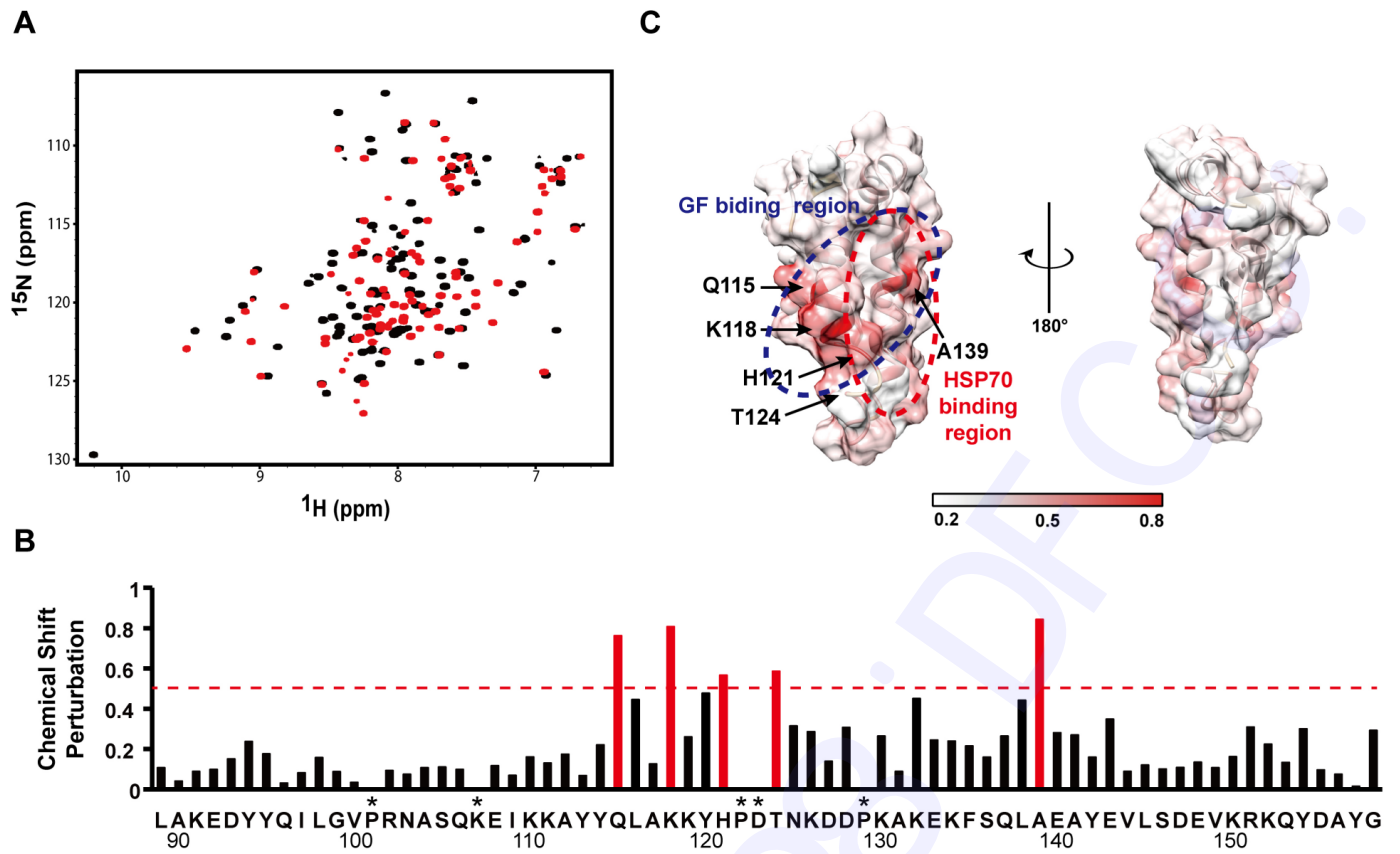 A
15N (ppm)
110
115
120
125
130
10
9
8
7
1H (ppm)
C
GF biding region
Q115
K118
H121
T124
A139
HSP70
binding
region
180°
0.2
0.5
0.8
B
Chemical Shift
Perturbation
1
0.8
0.6
0.4
0.2
0
* * * * *
LAKEDYYQILGVPRNASQKEIKKAYYQLAKKYHPDTNKDDPKAKEKFSQLAEAYEVLSDEVKRKQYDAYG
90 100 110 120 130 140 150